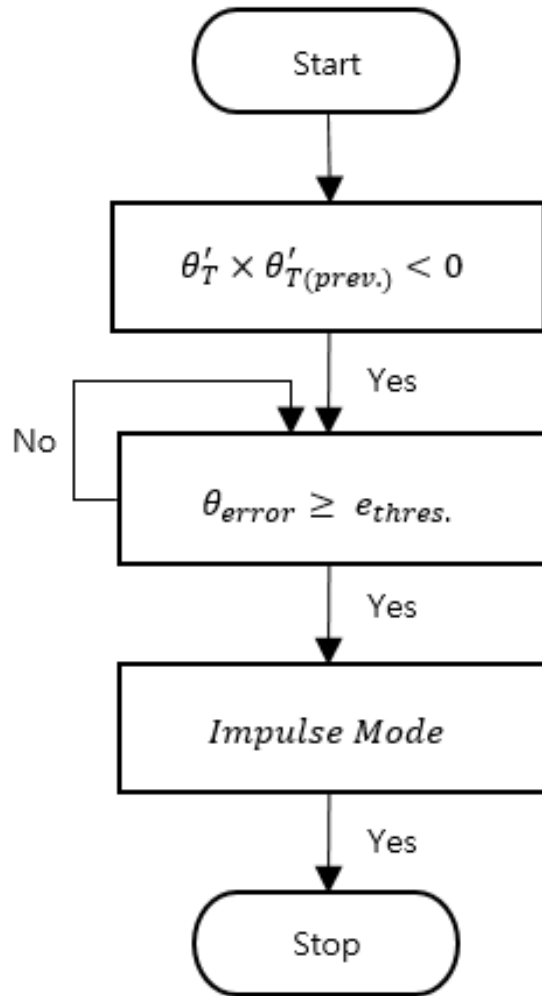 Start
θ′_T × θ′_T(prev.) < 0
Yes
No
θ_error ≥ e_thres.
Yes
Impulse Mode
Yes
Stop